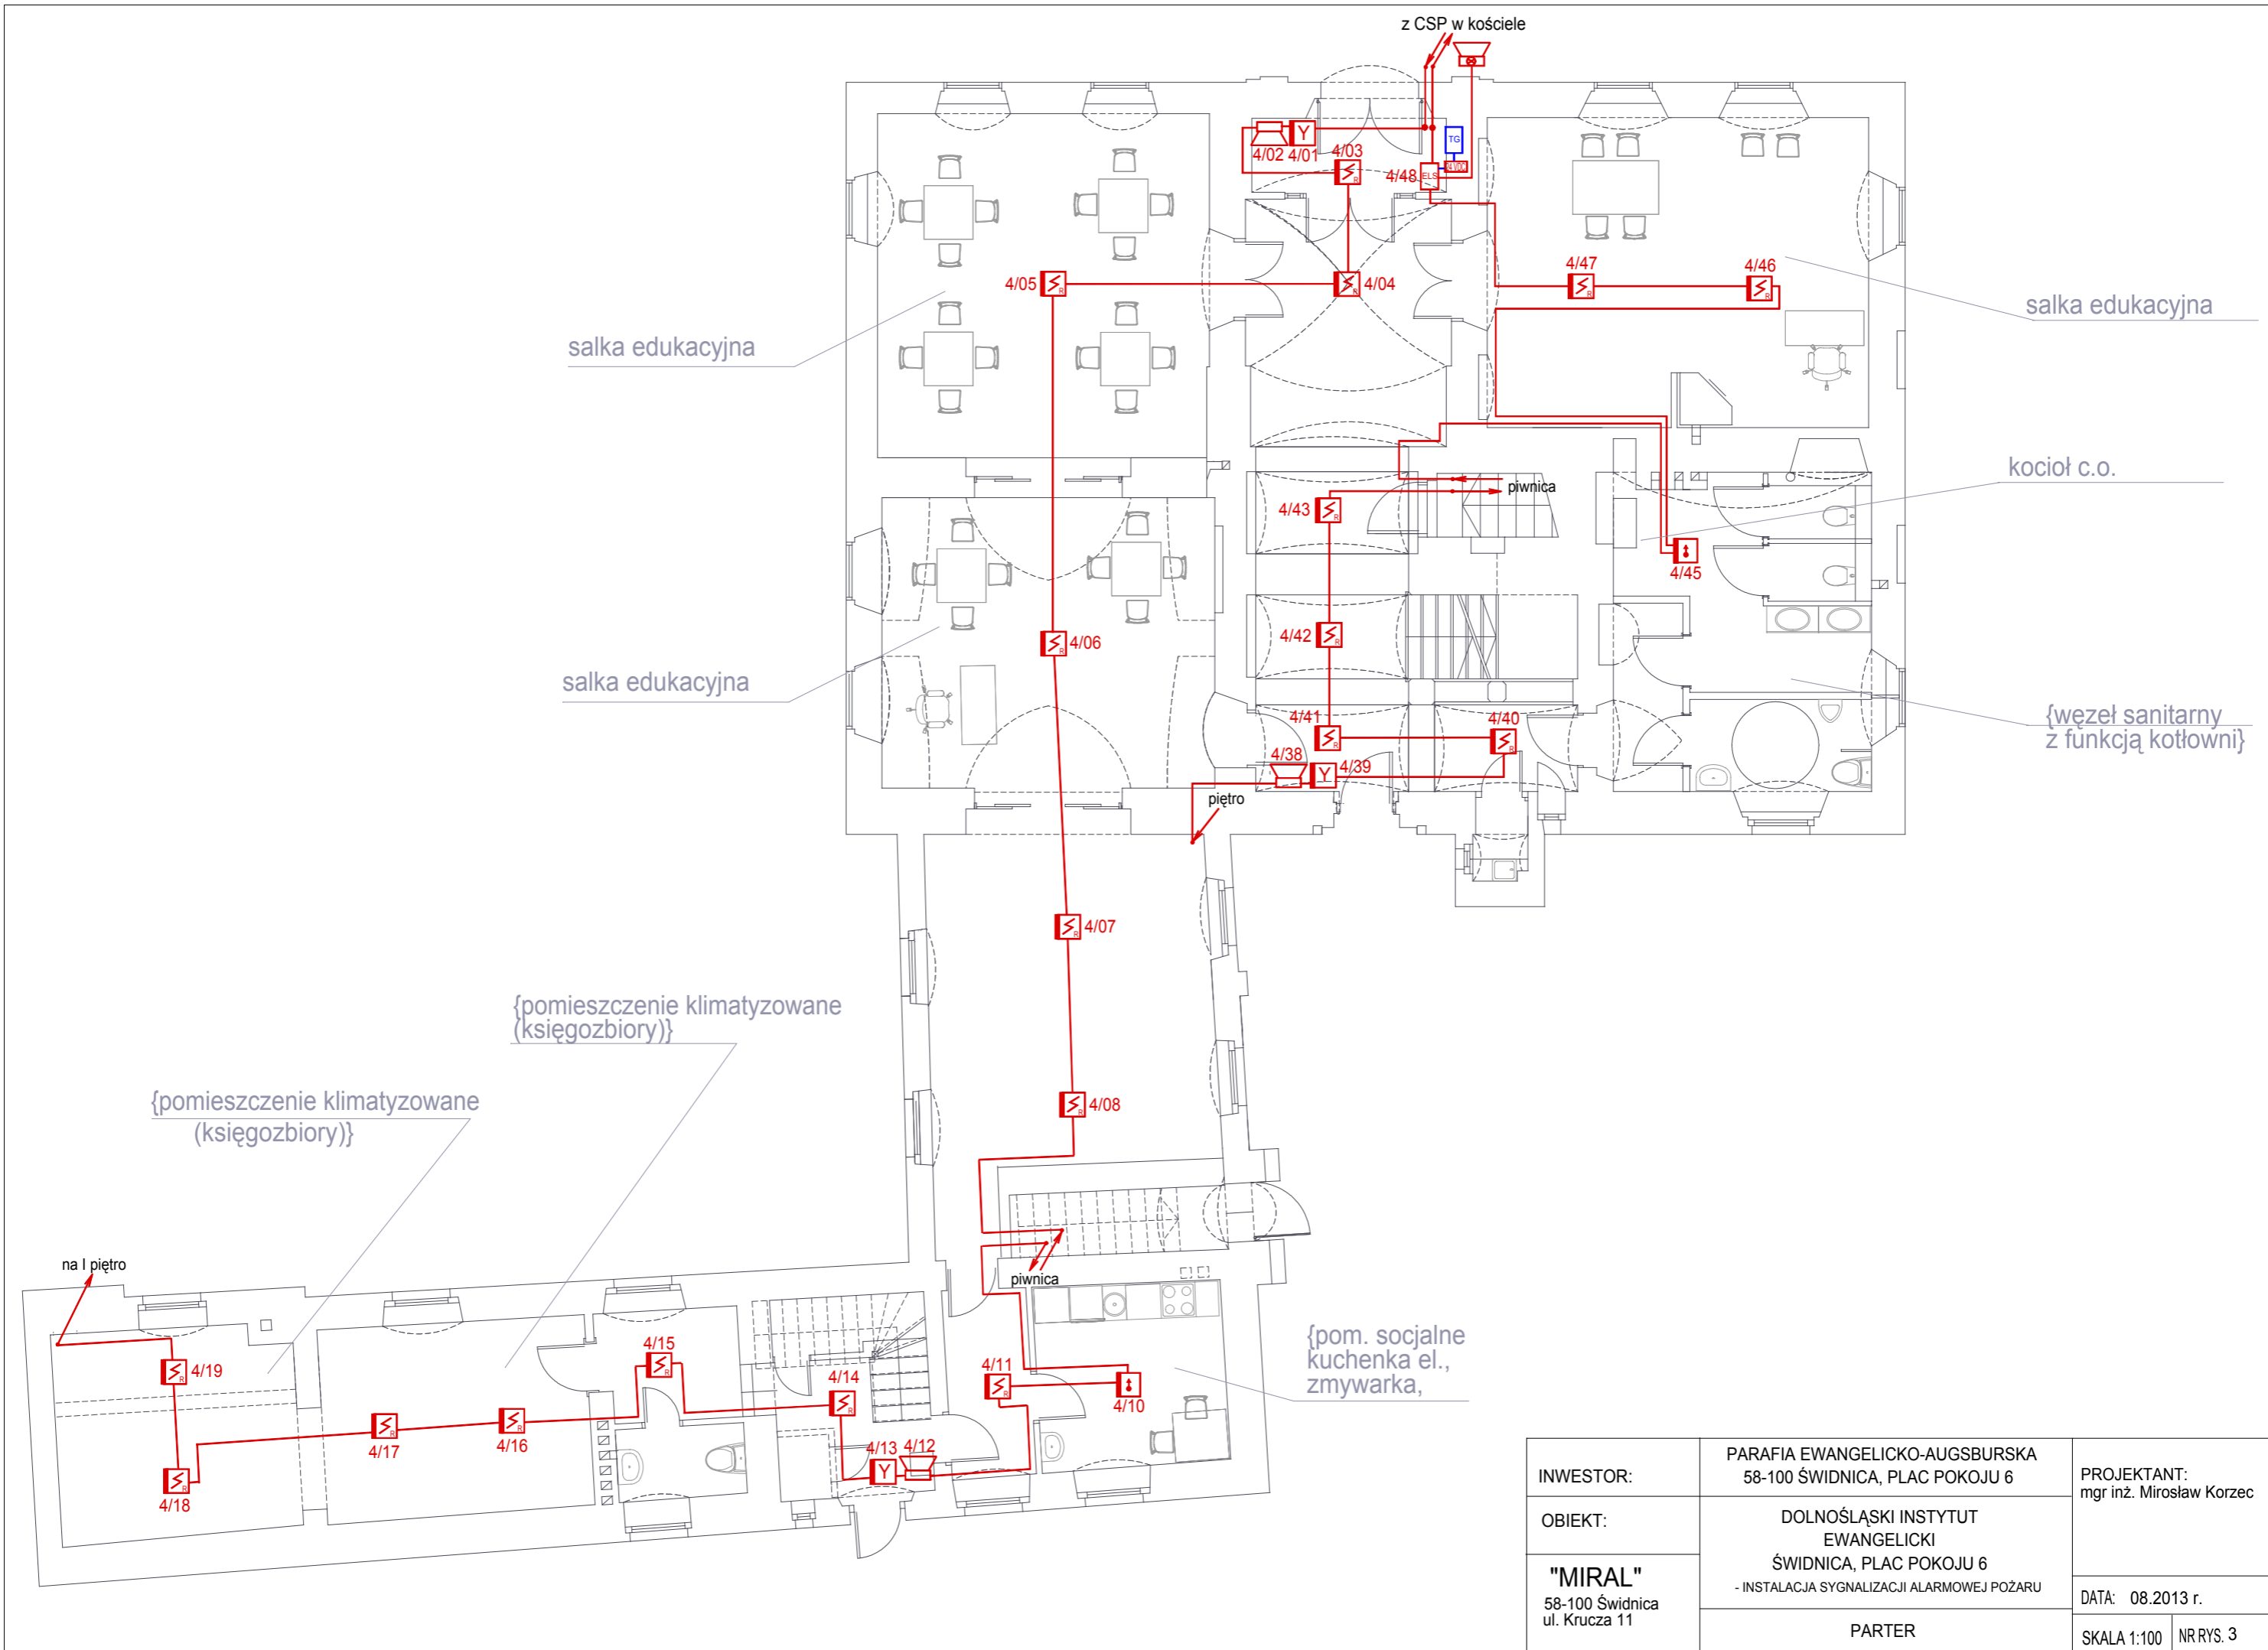 z CSP w kościele
TG
24 VDC
4/02
4/01
4/03
4/48
ELS
Y
4/05
4/04
4/47
4/46
salka edukacyjna
salka edukacyjna
kocioł c.o.
piwnica
4/43
4/45
4/42
4/06
salka edukacyjna
4/41
4/40
{węzeł sanitarny
z funkcją kotłowni}
4/38
Y
4/39
piętro
4/07
{pomieszczenie klimatyzowane
(księgozbiory)}
{pomieszczenie klimatyzowane
(księgozbiory)}
4/08
na I piętro
piwnica
{pom. socjalne
kuchenka el.,
zmywarka,
4/19
4/15
4/14
4/11
4/10
4/17
4/16
4/18
4/13
4/12
Y
INWESTOR:
PARAFIA EWANGELICKO-AUGSBURSKA
58-100 ŚWIDNICA, PLAC POKOJU 6
PROJEKTANT:
mgr inż. Mirosław Korzec
OBIEKT:
DOLNOŚLĄSKI INSTYTUT
EWANGELICKI
ŚWIDNICA, PLAC POKOJU 6
- INSTALACJA SYGNALIZACJI ALARMOWEJ POŻARU
"MIRAL"
58-100 Świdnica
ul. Krucza 11
PARTER
DATA: 08.2013 r.
SKALA 1:100
NR RYS. 3